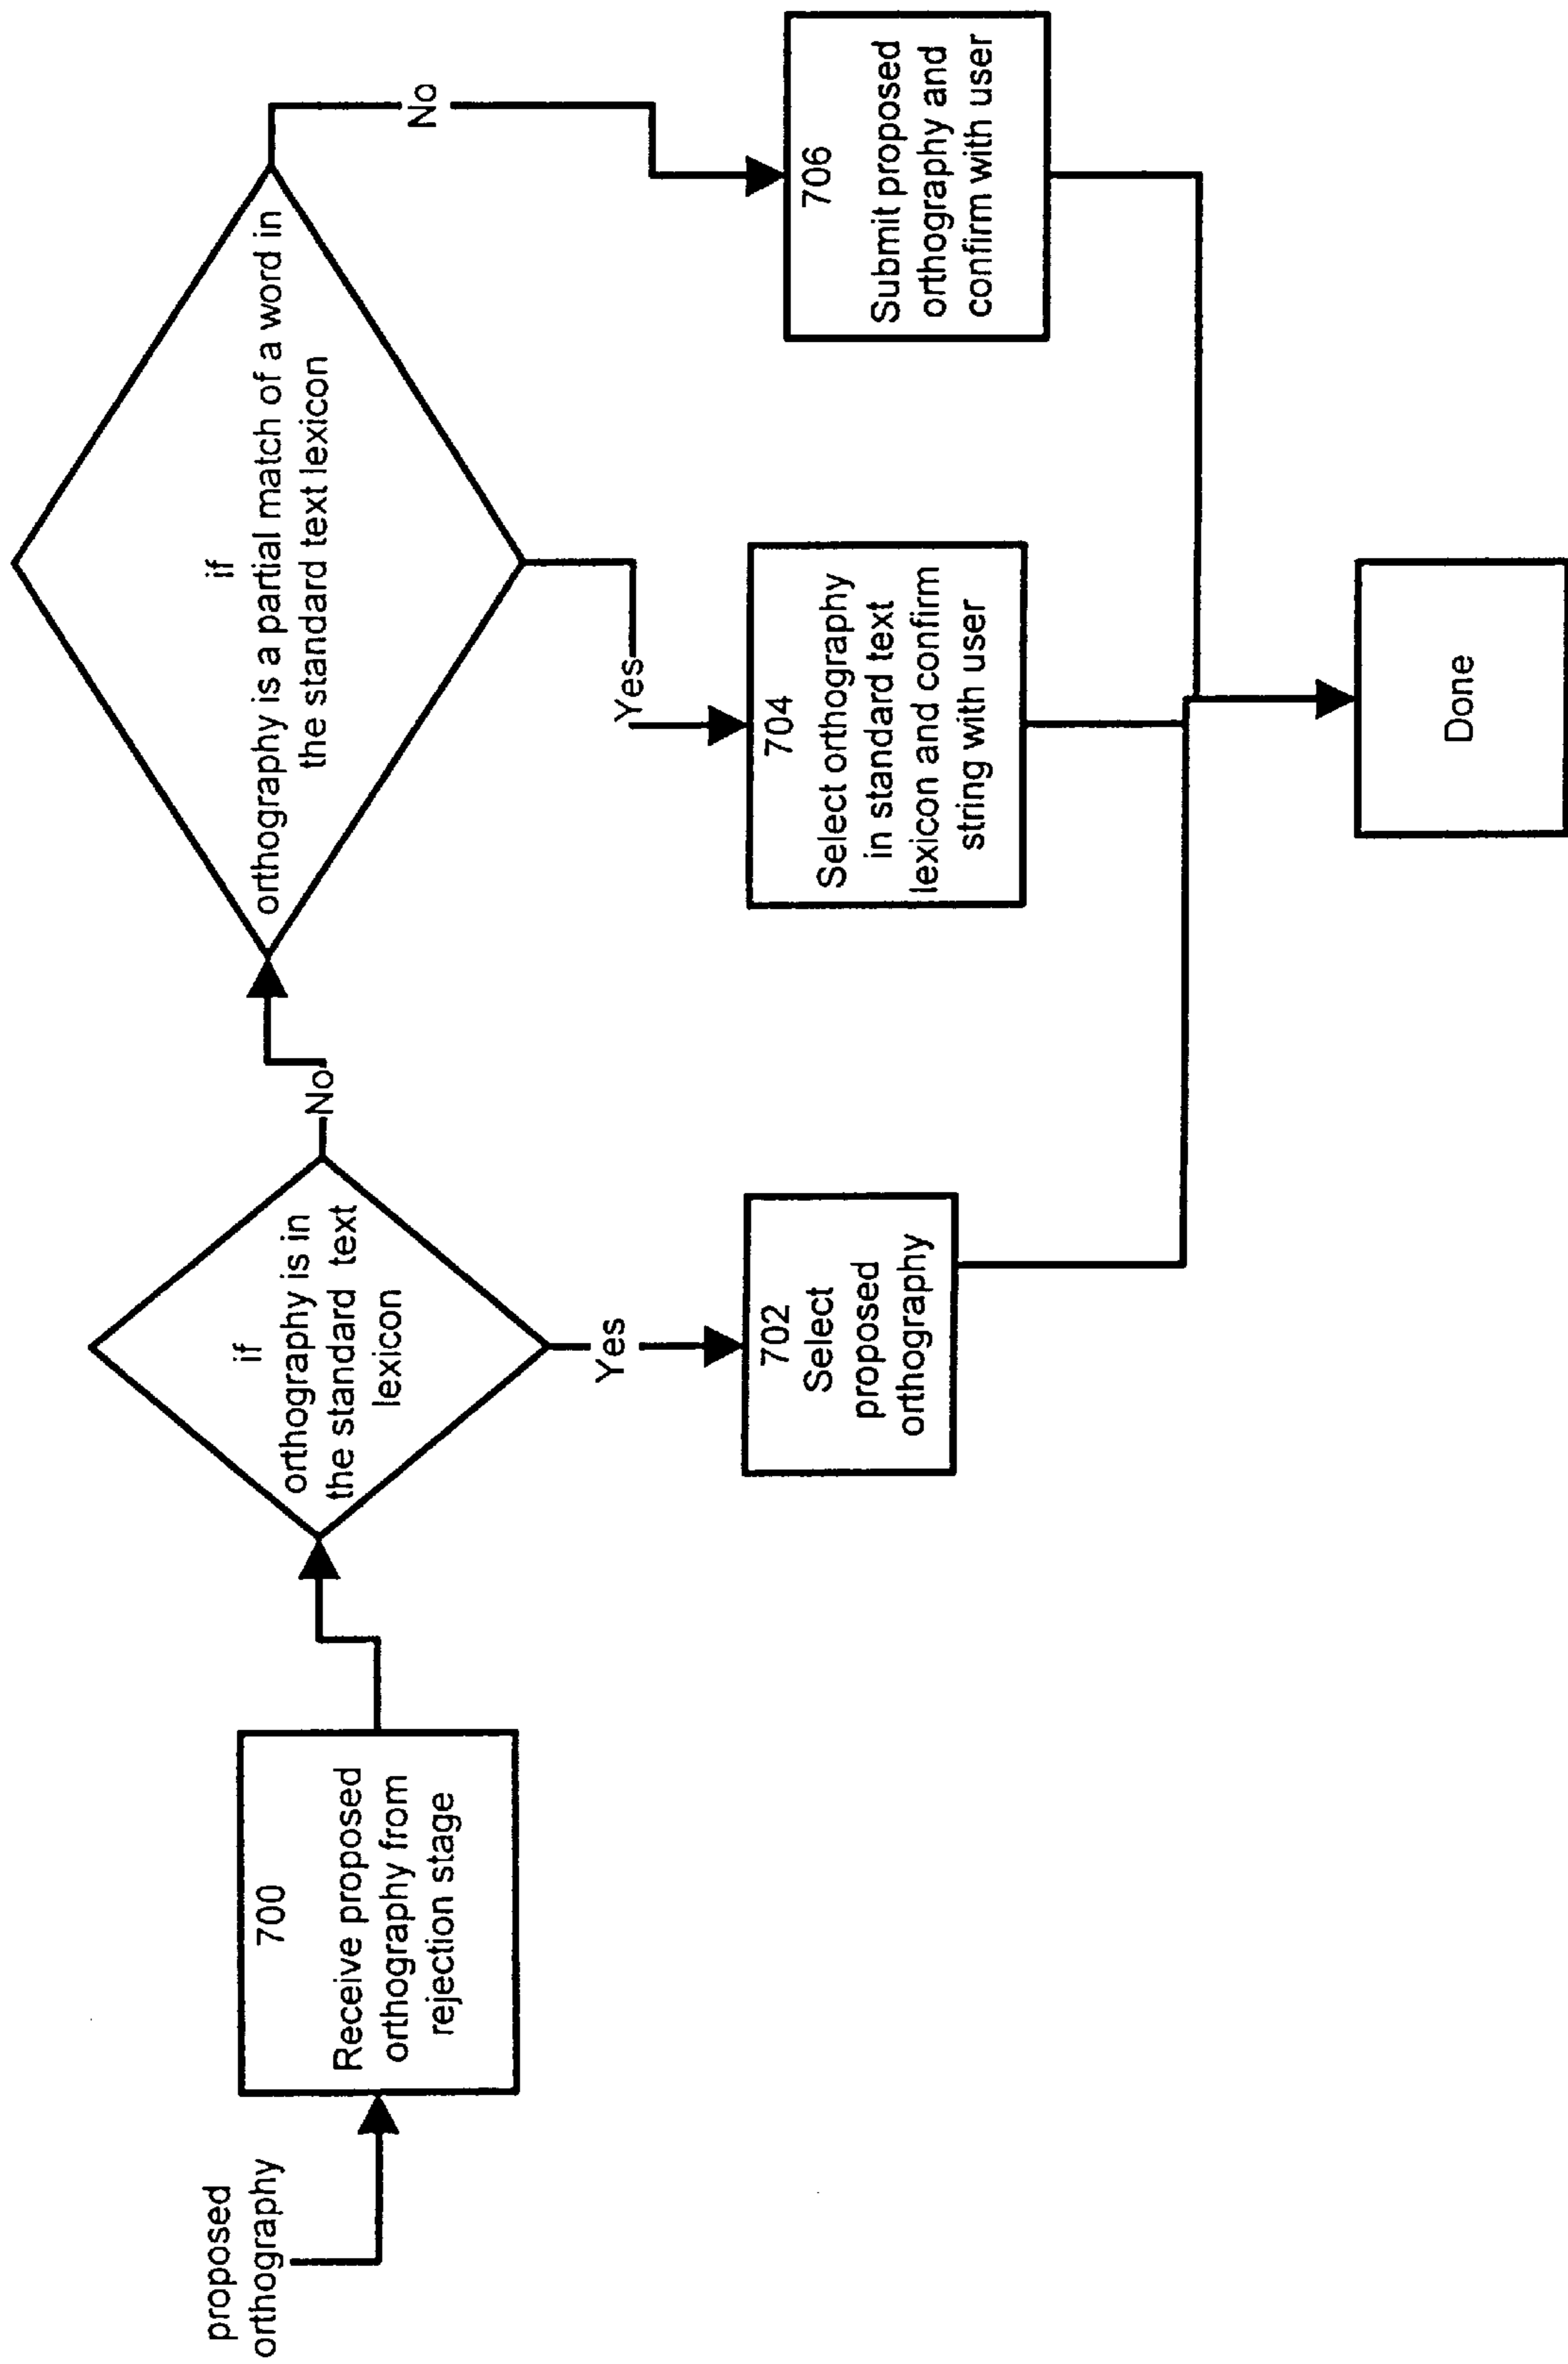 proposed
orthography
700
Receive proposed
orthography from
rejection stage
if
orthography is in
the standard text
lexicon
No
Yes
702
Select
proposed
orthography
if
orthography is a partial match of a word in
the standard text lexicon
No
Yes
704
Select orthography
in standard text
lexicon and confirm
string with user
706
Submit proposed
orthography and
confirm with user
Done